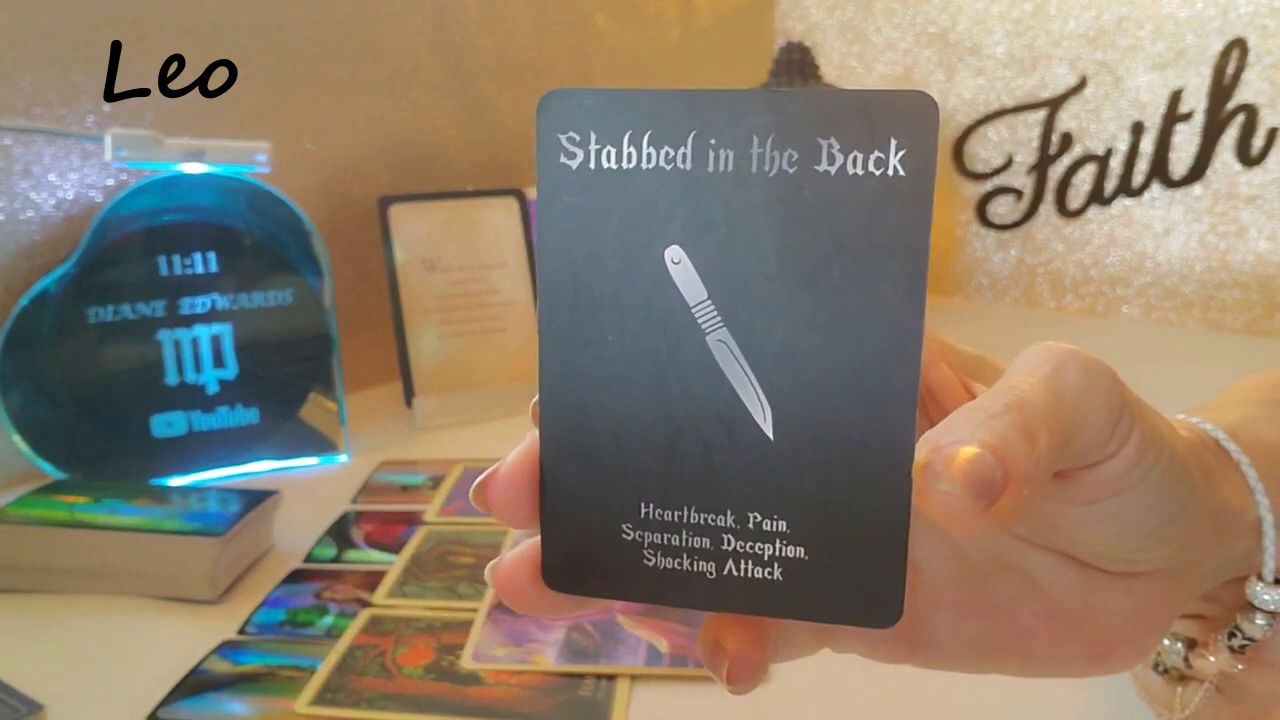 Leo
Faith
Stabbed in the Back
Heartbreak, Pain,
Separation, Deception,
Shocking Attack
11:11
DIANE EDWARDS
YouTube